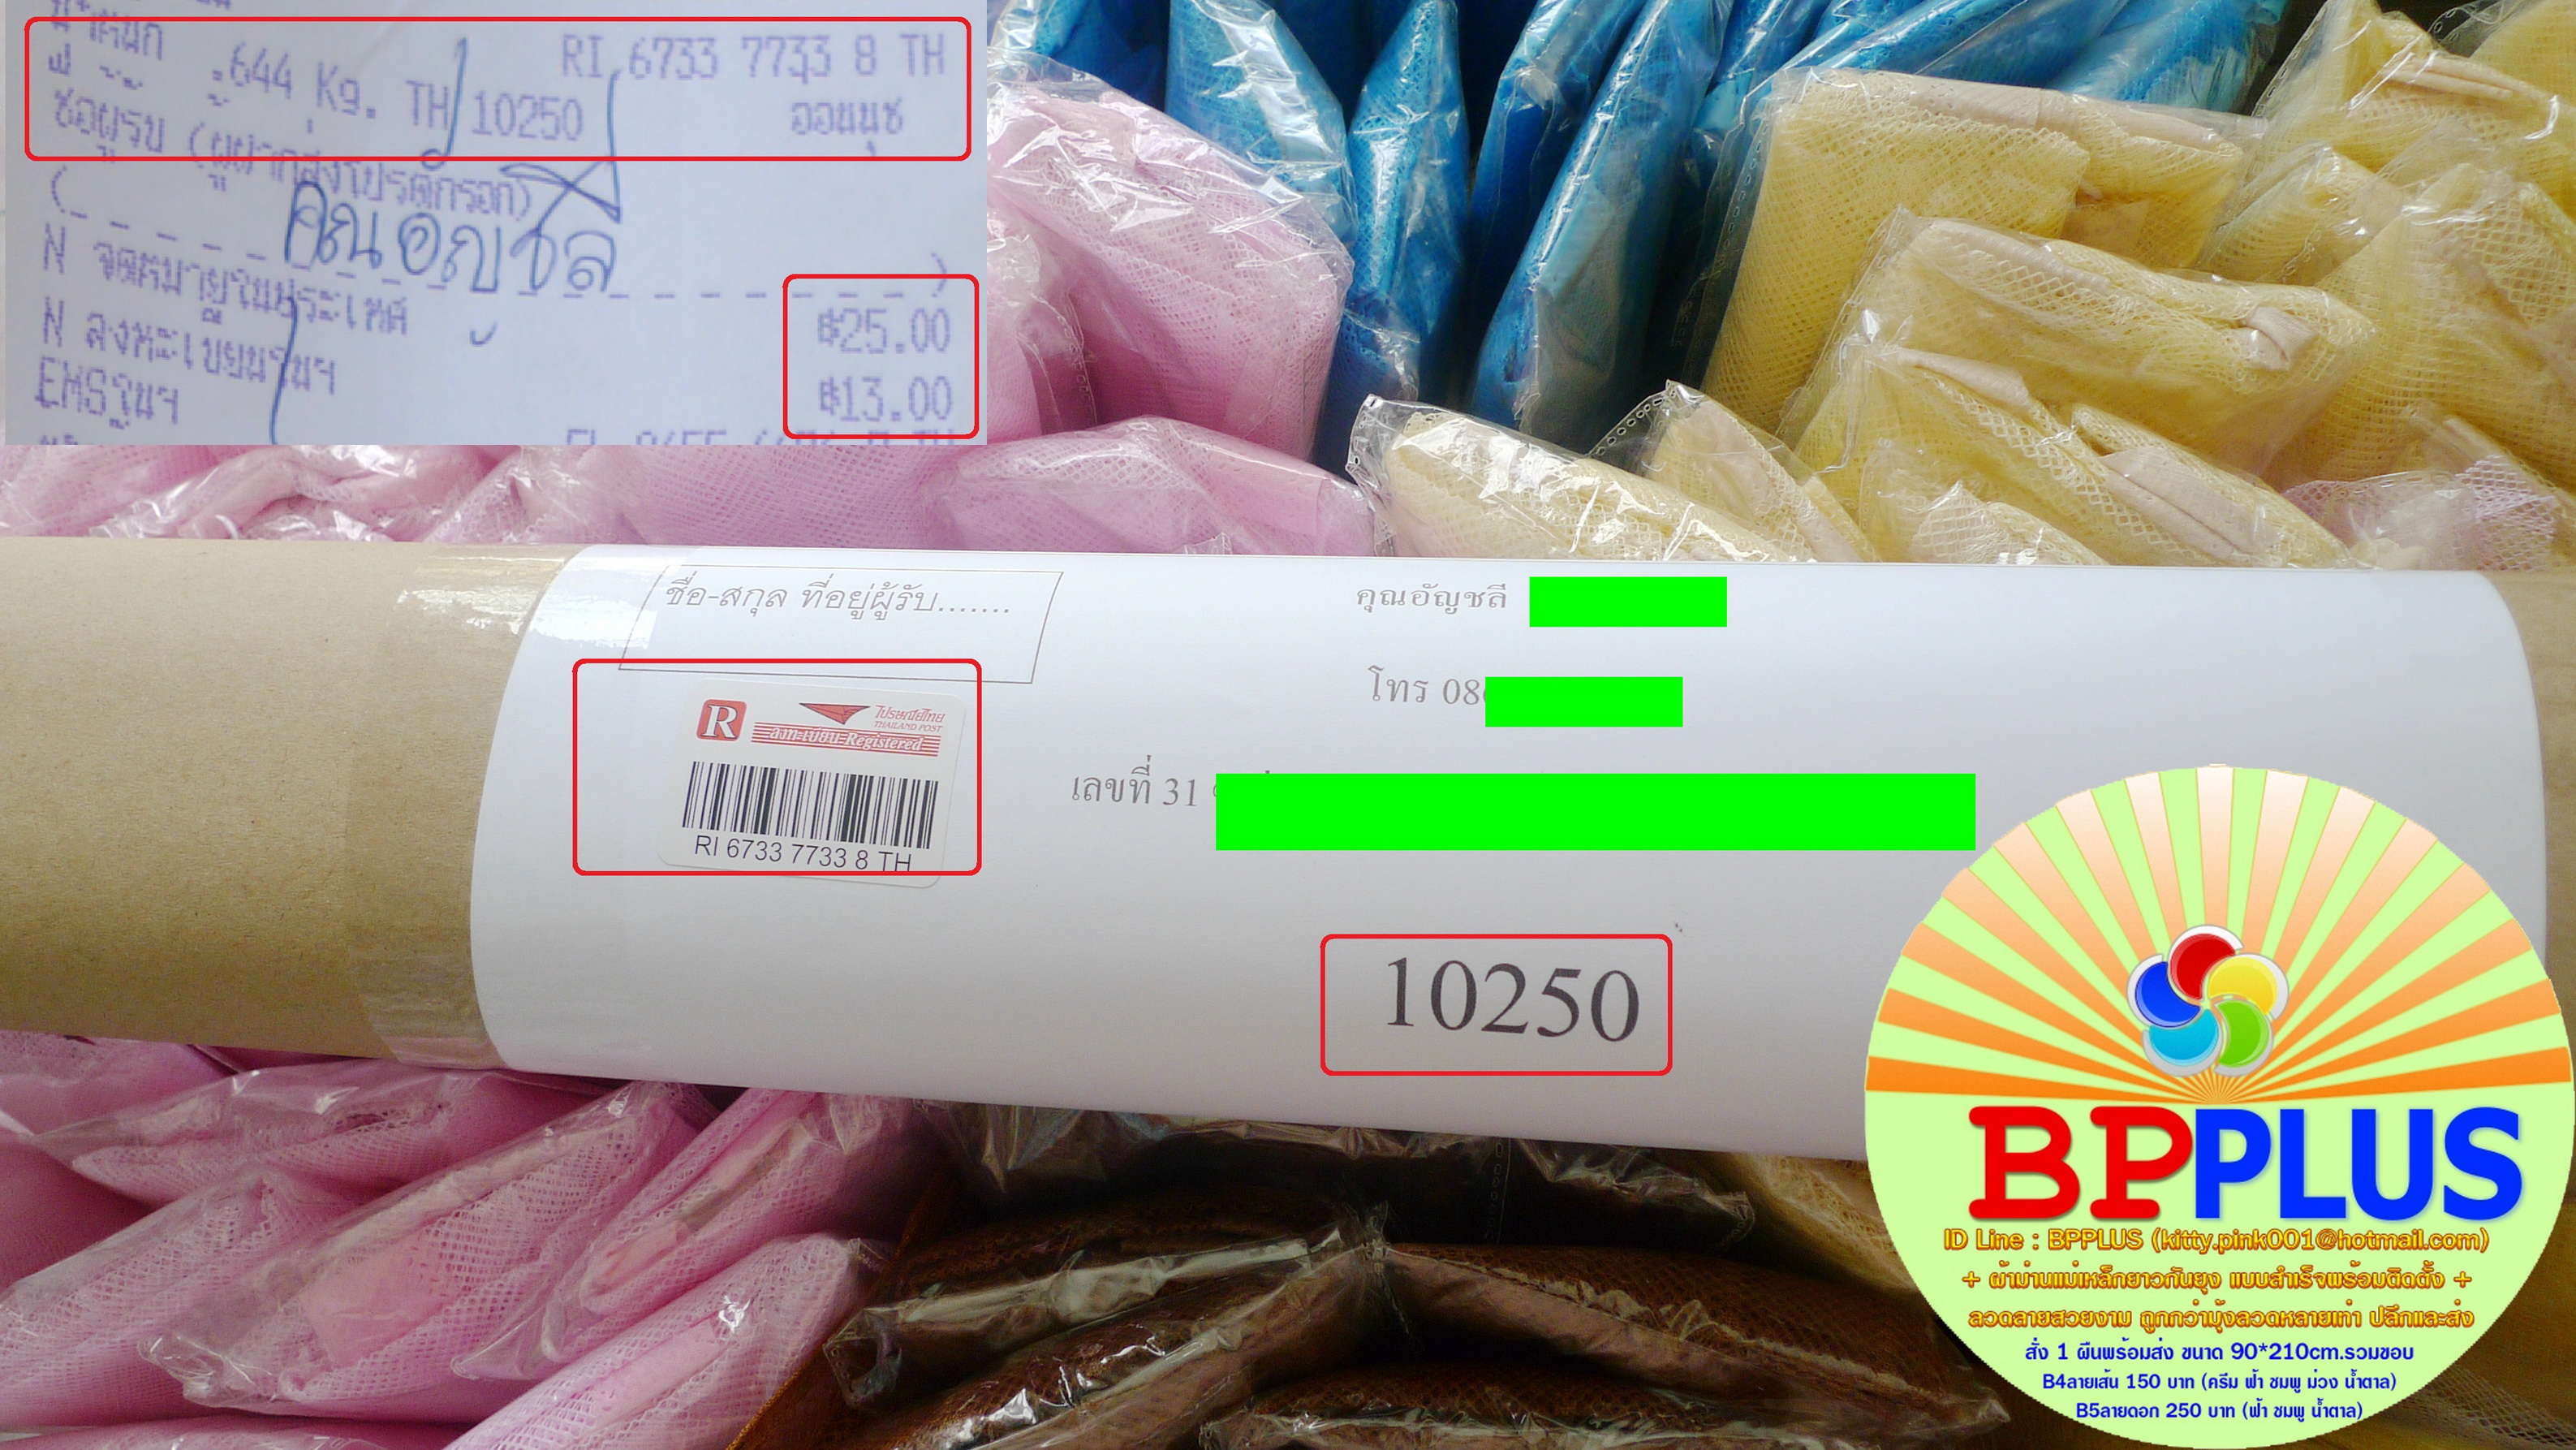 น้ำหนัก .644 Kg. TH 10250
RI 6733 7733 8 TH
อ่อนนุช
ชื่อผู้รับ (ผู้ฝากส่งโปรดกรอก)
( คุณอัญชลี )
N จดหมายในประเทศ ฿25.00
N ลงทะเบียนในฯ ฿13.00
EMSในฯ
ชื่อ-สกุล ที่อยู่ผู้รับ.......
คุณอัญชลี
โทร 08
เลขที่ 31
R ไปรษณีย์ไทย
THAILAND POST
ลงทะเบียน Registered
RI 6733 7733 8 TH
10250
BPPLUS
ID Line : BPPLUS (kitty.pink001@hotmail.com)
+ ผ้าม่านแม่เหล็กยาวกันยุง แบบสำเร็จพร้อมติดตั้ง +
ลวดลายสวยงาม ถูกกว่ามุ้งลวดหลายเท่า ปลีกและส่ง
สั่ง 1 ผืนพร้อมส่ง ขนาด 90*210cm.รวมขอบ
B4ลายเส้น 150 บาท (ครีม ฟ้า ชมพู ม่วง น้ำตาล)
B5ลายดอก 250 บาท (ฟ้า ชมพู น้ำตาล)